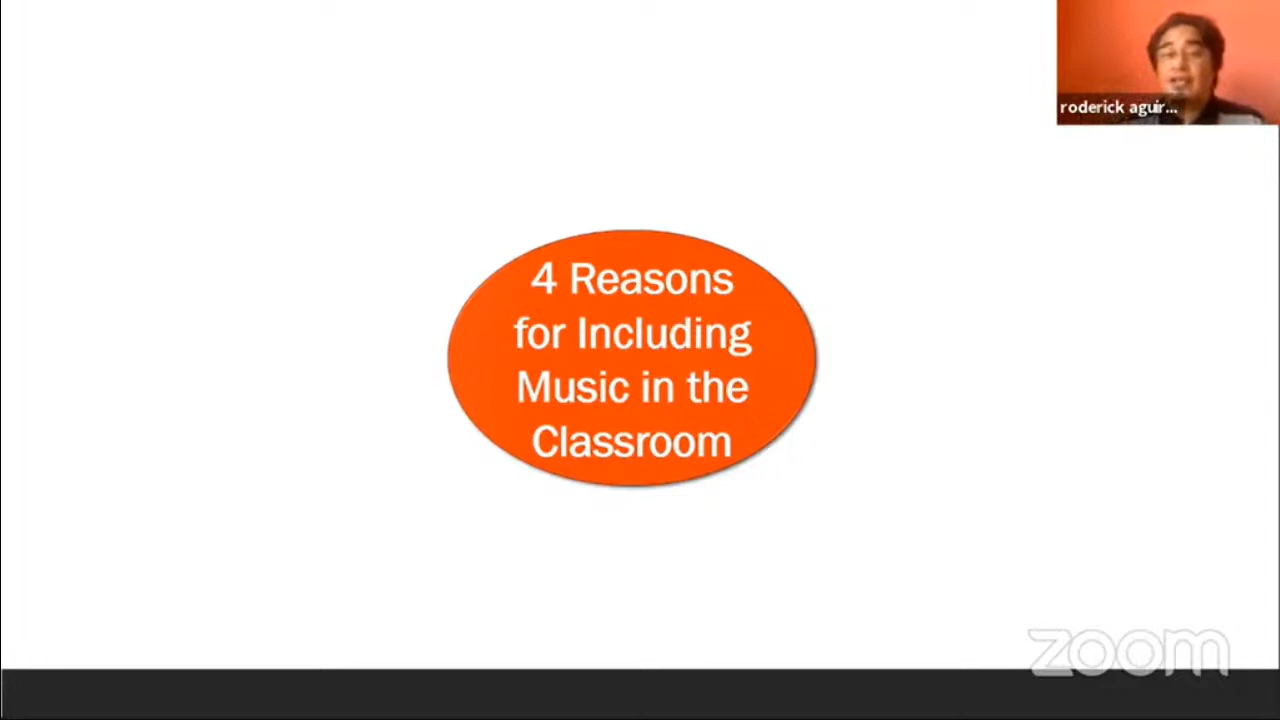 roderick aguir...
4 Reasons
for Including
Music in the
Classroom
zoom